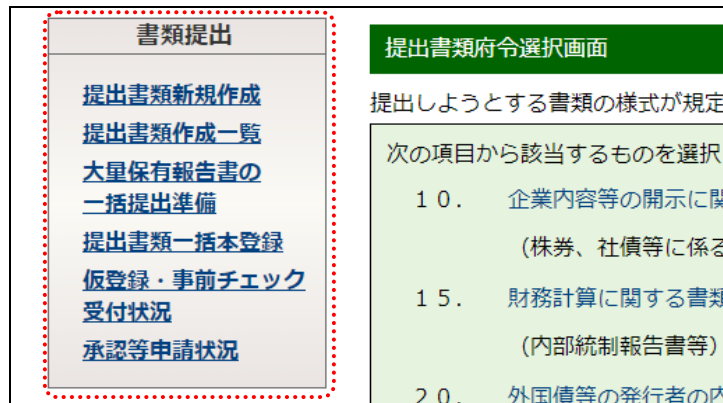 書類提出
提出書類新規作成
提出書類作成一覧
大量保有報告書の
一括提出準備
提出書類一括本登録
仮登録・事前チェック
受付状況
承認等申請状況
提出書類府令選択画面
提出しようとする書類の様式が規定
次の項目から該当するものを選択
１０． 企業内容等の開示に関
（株券、社債等に係る
１５． 財務計算に関する書類
（内部統制報告書等）
２０． 外国債等の発行者の内